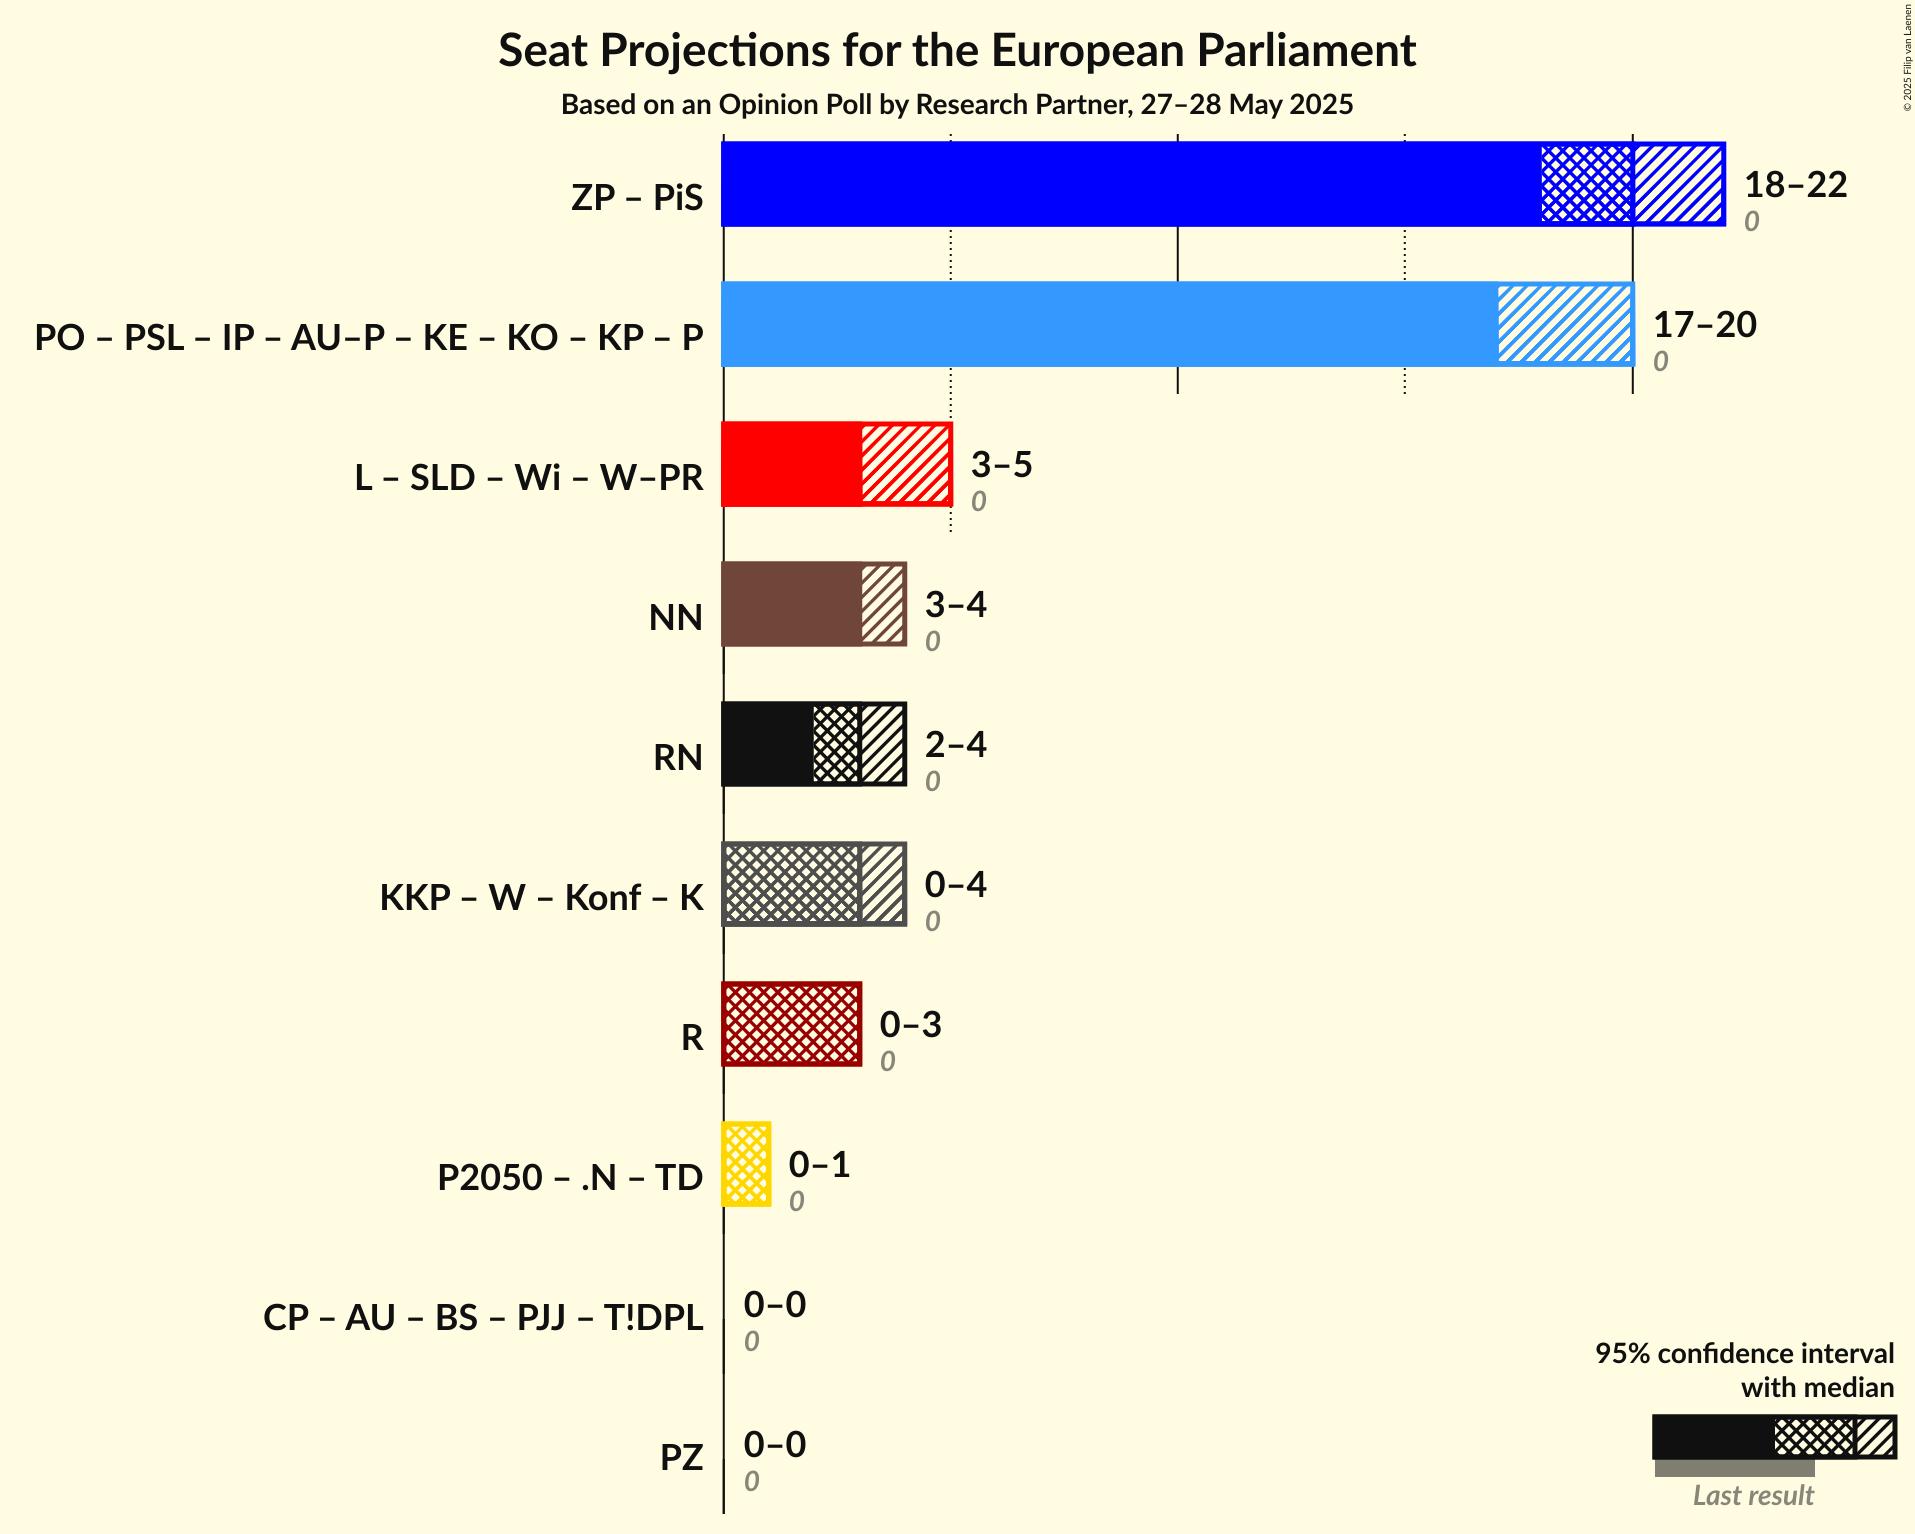 Seat Projections for the European Parliament
Based on an Opinion Poll by Research Partner, 27–28 May 2025
© 2025 Filip van Laenen
ZP – PiS
18–22
0
PO – PSL – IP – AU–P – KE – KO – KP – P
17–20
0
L – SLD – Wi – W–PR
3–5
0
NN
3–4
0
RN
2–4
0
KKP – W – Konf – K
0–4
0
R
0–3
0
P2050 – .N – TD
0–1
0
CP – AU – BS – PJJ – T!DPL
0–0
0
PZ
0–0
0
95% confidence interval
with median
Last result